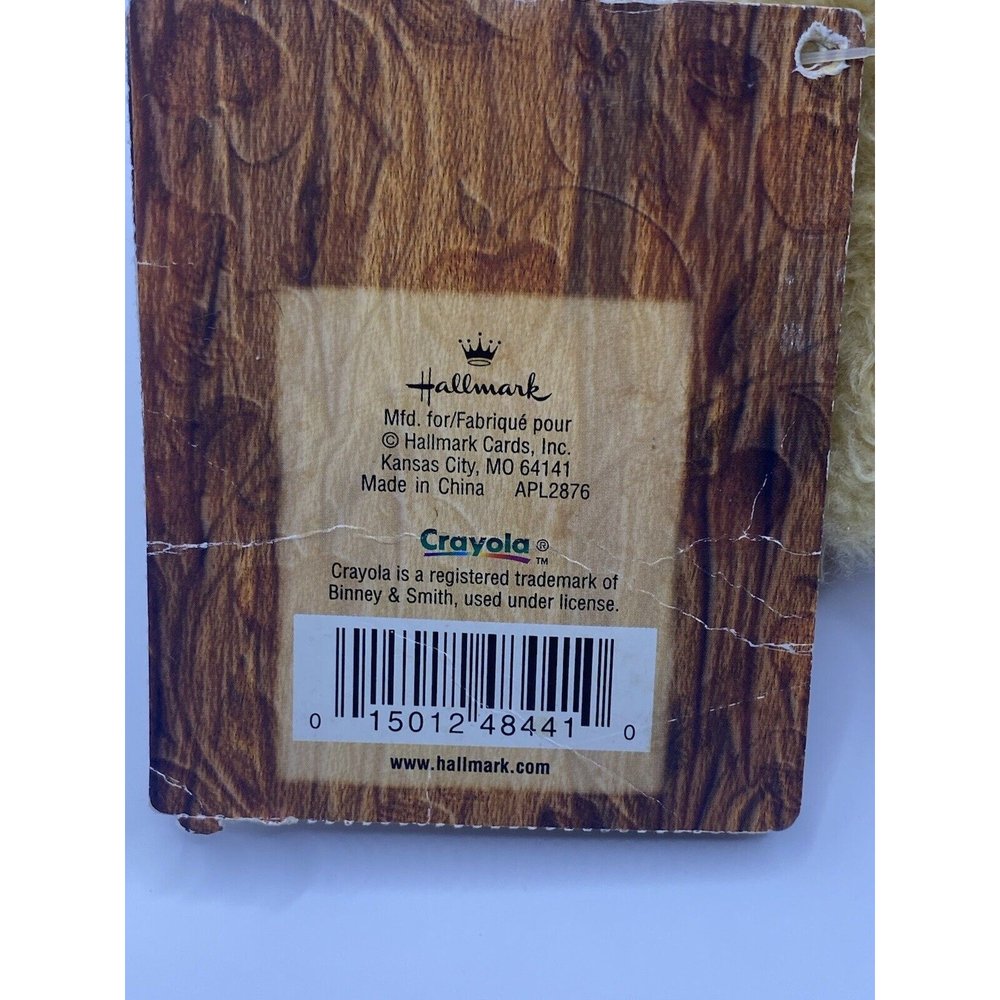 Hallmark
Mfd. for/Fabriqué pour
© Hallmark Cards, Inc.
Kansas City, MO 64141
Made in China APL2876
Crayola ® ™
Crayola is a registered trademark of
Binney & Smith, used under license.
0 15012 48441 0
www.hallmark.com